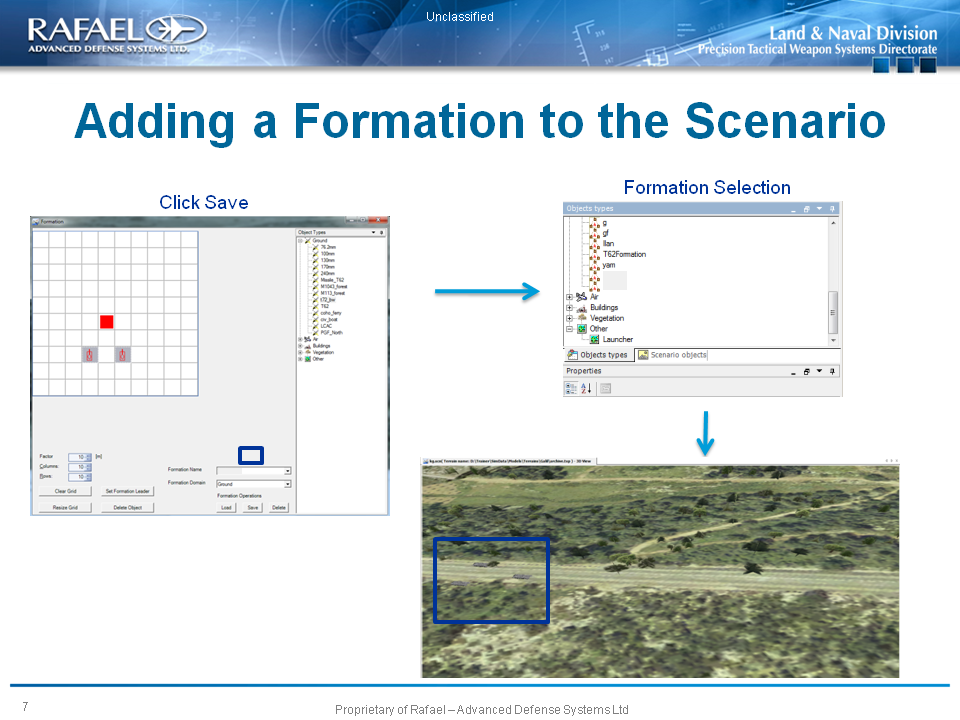 Unclassified
RAFAEL
ADVANCED DEFENSE SYSTEMS LTD.
Land & Naval Division
Precision Tactical Weapon Systems Directorate
Adding a Formation to the Scenario
Click Save
Formation
Object Types
Ground
76.2mm
100mm
130mm
170mm
240mm
M1043_forest
M113_forest
T62
coho_ferry
civ_boat
LCAC
PGF_North
Air
Buildings
Vegetation
Other
Factor 10 [m]
Columns: 10
Rows: 10
Clear Grid
Set Formation Leader
Resize Grid
Delete Object
Formation Name
Formation Domain Ground
Formation Operations
Load Save Delete
Formation Selection
Objects types
g
gf
Ilan
T62Formation
yam
Air
Buildings
Vegetation
Other
Launcher
Objects types Scenario objects
Properties
7
Proprietary of Rafael – Advanced Defense Systems Ltd